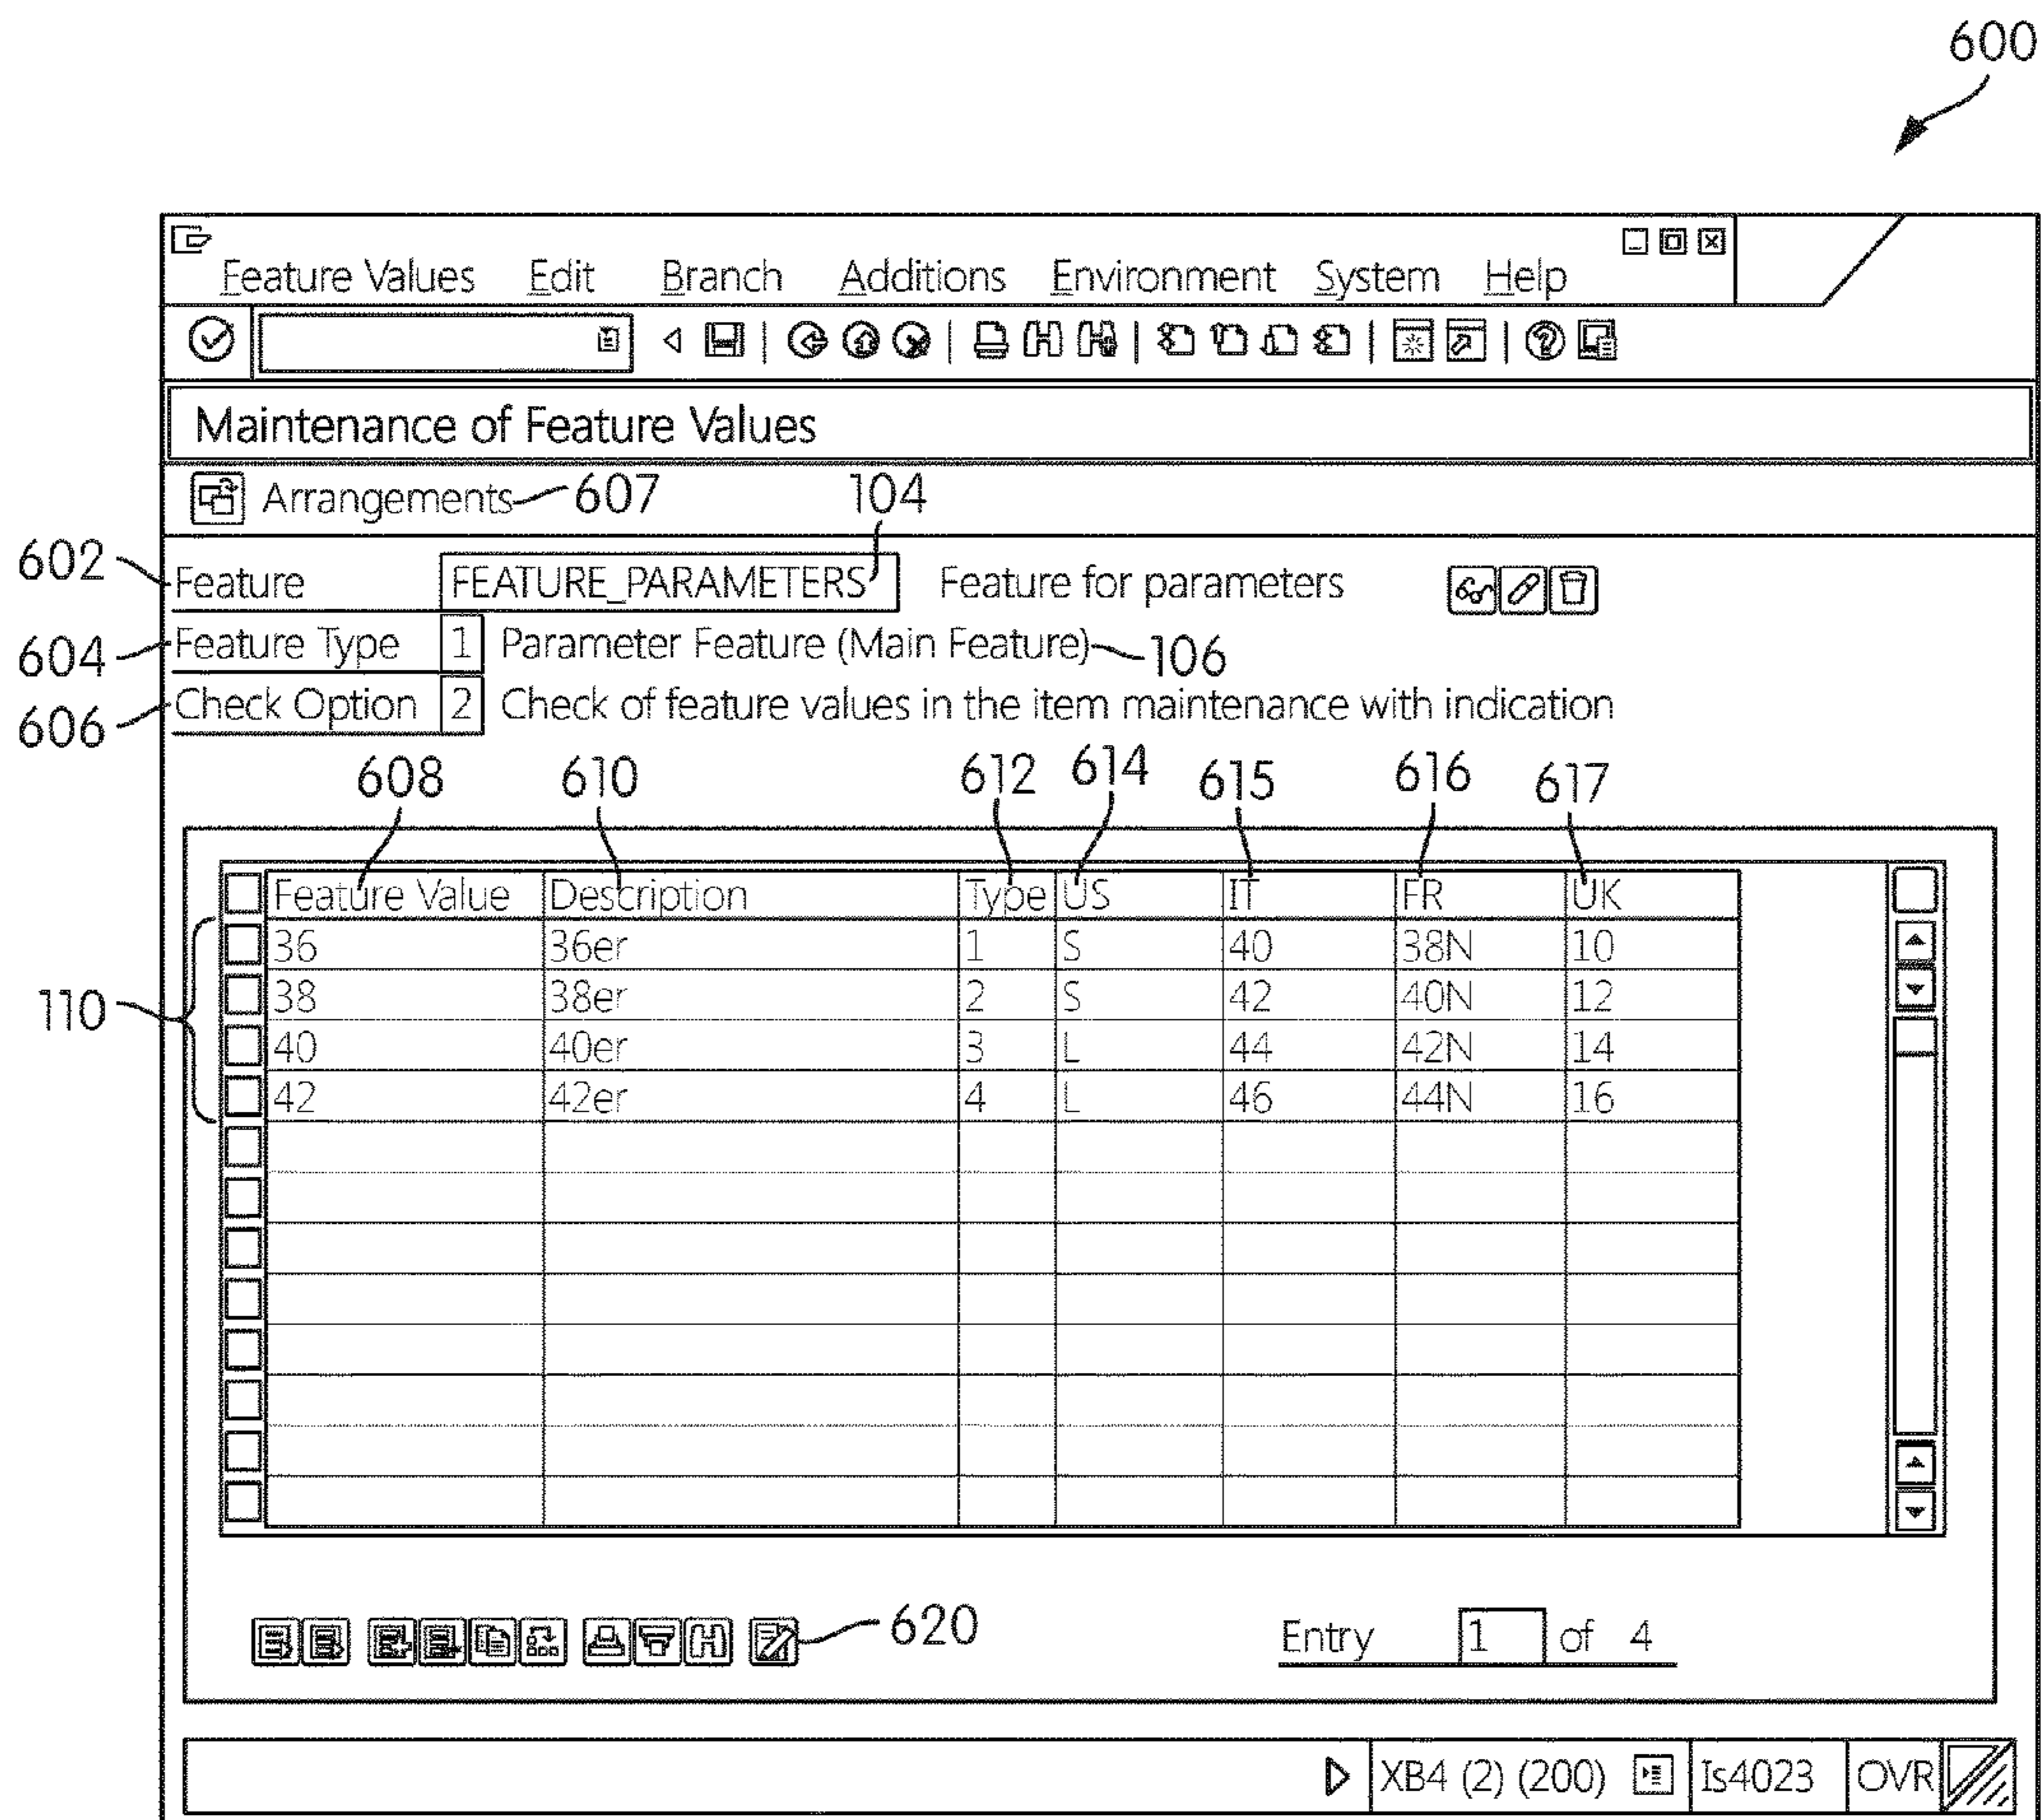 600
Feature Values Edit Branch Additions Environment System Help
Maintenance of Feature Values
Arrangements 607 104
602 Feature FEATURE_PARAMETERS Feature for parameters
604 Feature Type 1 Parameter Feature (Main Feature) 106
606 Check Option 2 Check of feature values in the item maintenance with indication
608 610 612 614 615 616 617
Feature Value Description Type US IT FR UK
36 36er 1 S 40 38N 10
110 38 38er 2 S 42 40N 12
40 40er 3 L 44 42N 14
42 42er 4 L 46 44N 16
620 Entry 1 of 4
XB4 (2) (200) Is4023 OVR